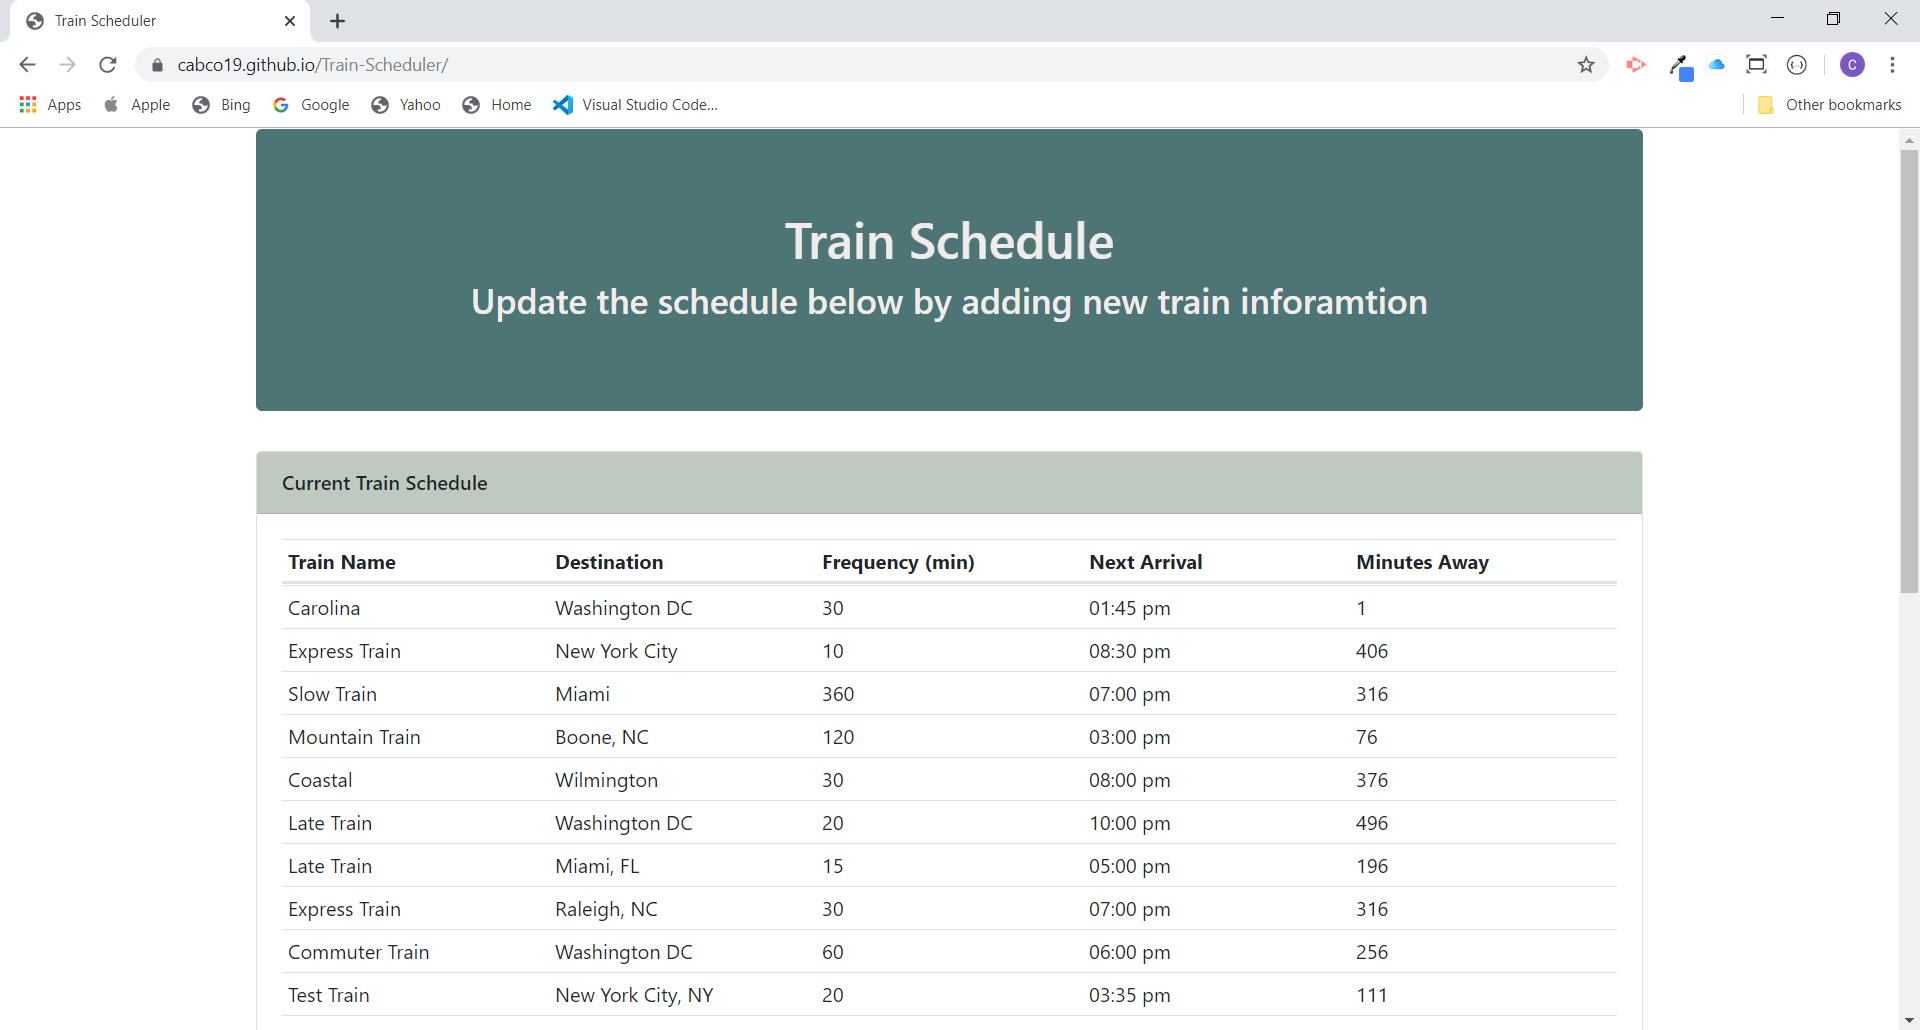 Train Scheduler
cabco19.github.io/Train-Scheduler/
C
Apps Apple Bing Google Yahoo Home Visual Studio Code... Other bookmarks
Train Schedule
Update the schedule below by adding new train inforamtion
Current Train Schedule
Train Name Destination Frequency (min) Next Arrival Minutes Away
Carolina Washington DC 30 01:45 pm 1
Express Train New York City 10 08:30 pm 406
Slow Train Miami 360 07:00 pm 316
Mountain Train Boone, NC 120 03:00 pm 76
Coastal Wilmington 30 08:00 pm 376
Late Train Washington DC 20 10:00 pm 496
Late Train Miami, FL 15 05:00 pm 196
Express Train Raleigh, NC 30 07:00 pm 316
Commuter Train Washington DC 60 06:00 pm 256
Test Train New York City, NY 20 03:35 pm 111